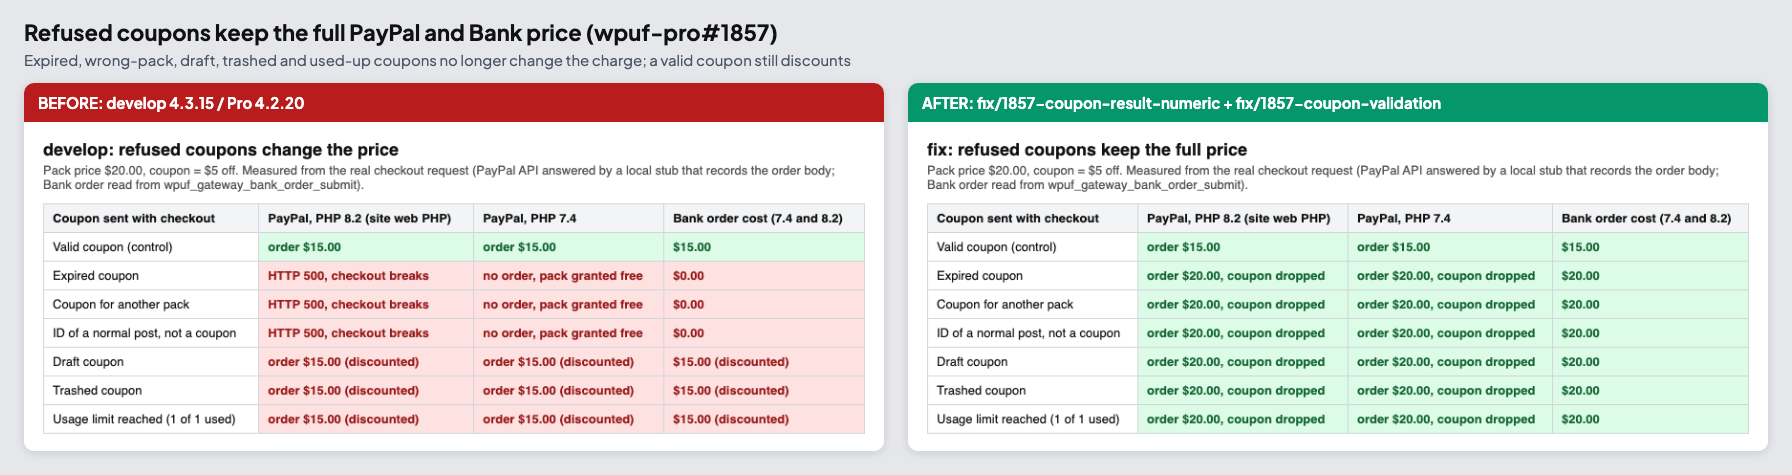 Refused coupons keep the full PayPal and Bank price (wpuf-pro#1857)
Expired, wrong-pack, draft, trashed and used-up coupons no longer change the charge; a valid coupon still discounts
BEFORE: develop 4.3.15 / Pro 4.2.20
develop: refused coupons change the price
Pack price $20.00, coupon = $5 off. Measured from the real checkout request (PayPal API answered by a local stub that records the order body;
Bank order read from wpuf_gateway_bank_order_submit).
Coupon sent with checkout PayPal, PHP 8.2 (site web PHP) PayPal, PHP 7.4 Bank order cost (7.4 and 8.2)
Valid coupon (control) order $15.00 order $15.00 $15.00
Expired coupon HTTP 500, checkout breaks no order, pack granted free $0.00
Coupon for another pack HTTP 500, checkout breaks no order, pack granted free $0.00
ID of a normal post, not a coupon HTTP 500, checkout breaks no order, pack granted free $0.00
Draft coupon order $15.00 (discounted) order $15.00 (discounted) $15.00 (discounted)
Trashed coupon order $15.00 (discounted) order $15.00 (discounted) $15.00 (discounted)
Usage limit reached (1 of 1 used) order $15.00 (discounted) order $15.00 (discounted) $15.00 (discounted)
AFTER: fix/1857-coupon-result-numeric + fix/1857-coupon-validation
fix: refused coupons keep the full price
Pack price $20.00, coupon = $5 off. Measured from the real checkout request (PayPal API answered by a local stub that records the order body;
Bank order read from wpuf_gateway_bank_order_submit).
Coupon sent with checkout PayPal, PHP 8.2 (site web PHP) PayPal, PHP 7.4 Bank order cost (7.4 and 8.2)
Valid coupon (control) order $15.00 order $15.00 $15.00
Expired coupon order $20.00, coupon dropped order $20.00, coupon dropped $20.00
Coupon for another pack order $20.00, coupon dropped order $20.00, coupon dropped $20.00
ID of a normal post, not a coupon order $20.00, coupon dropped order $20.00, coupon dropped $20.00
Draft coupon order $20.00, coupon dropped order $20.00, coupon dropped $20.00
Trashed coupon order $20.00, coupon dropped order $20.00, coupon dropped $20.00
Usage limit reached (1 of 1 used) order $20.00, coupon dropped order $20.00, coupon dropped $20.00